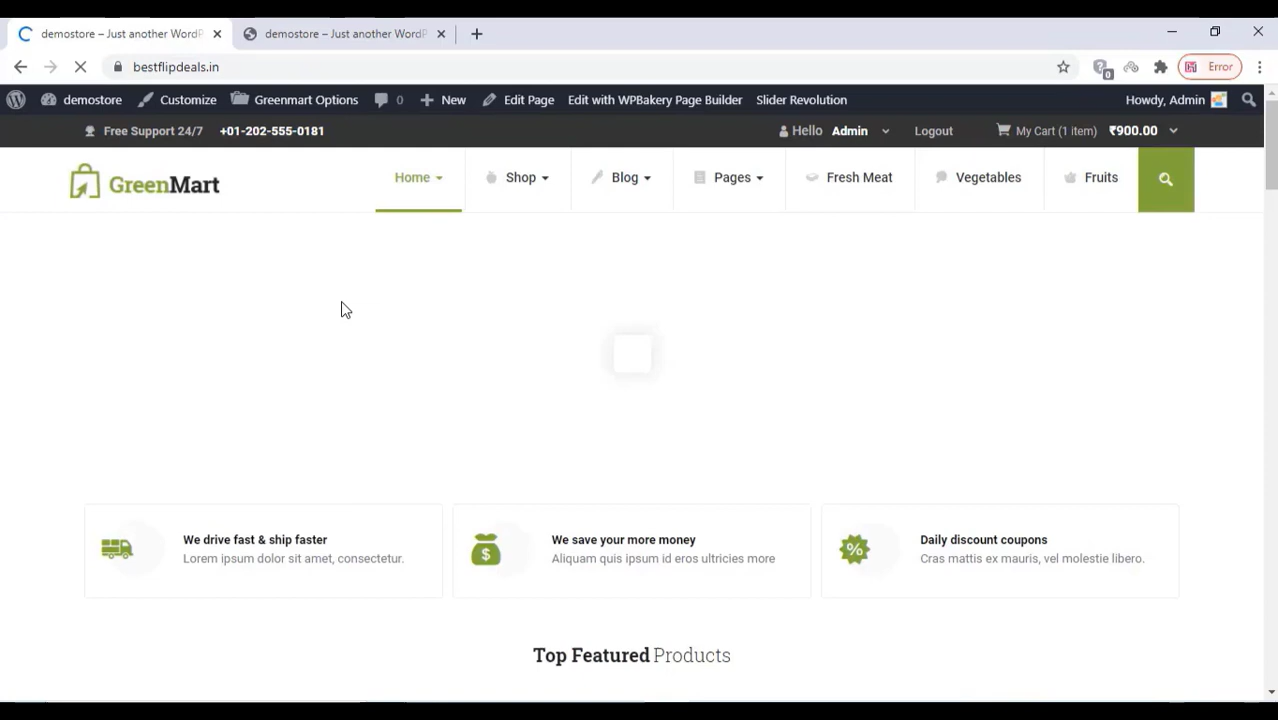 demostore – Just another WordP
demostore – Just another WordP
bestflipdeals.in
0
Error
demostore Customize Greenmart Options 0 New Edit Page Edit with WPBakery Page Builder Slider Revolution Howdy, Admin
Free Support 24/7 +01-202-555-0181 Hello Admin Logout My Cart (1 item) ₹900.00
GreenMart Home Shop Blog Pages Fresh Meat Vegetables Fruits
We drive fast & ship faster
Lorem ipsum dolor sit amet, consectetur.
We save your more money
Aliquam quis ipsum id eros ultricies more
Daily discount coupons
Cras mattis ex mauris, vel molestie libero.
Top Featured Products